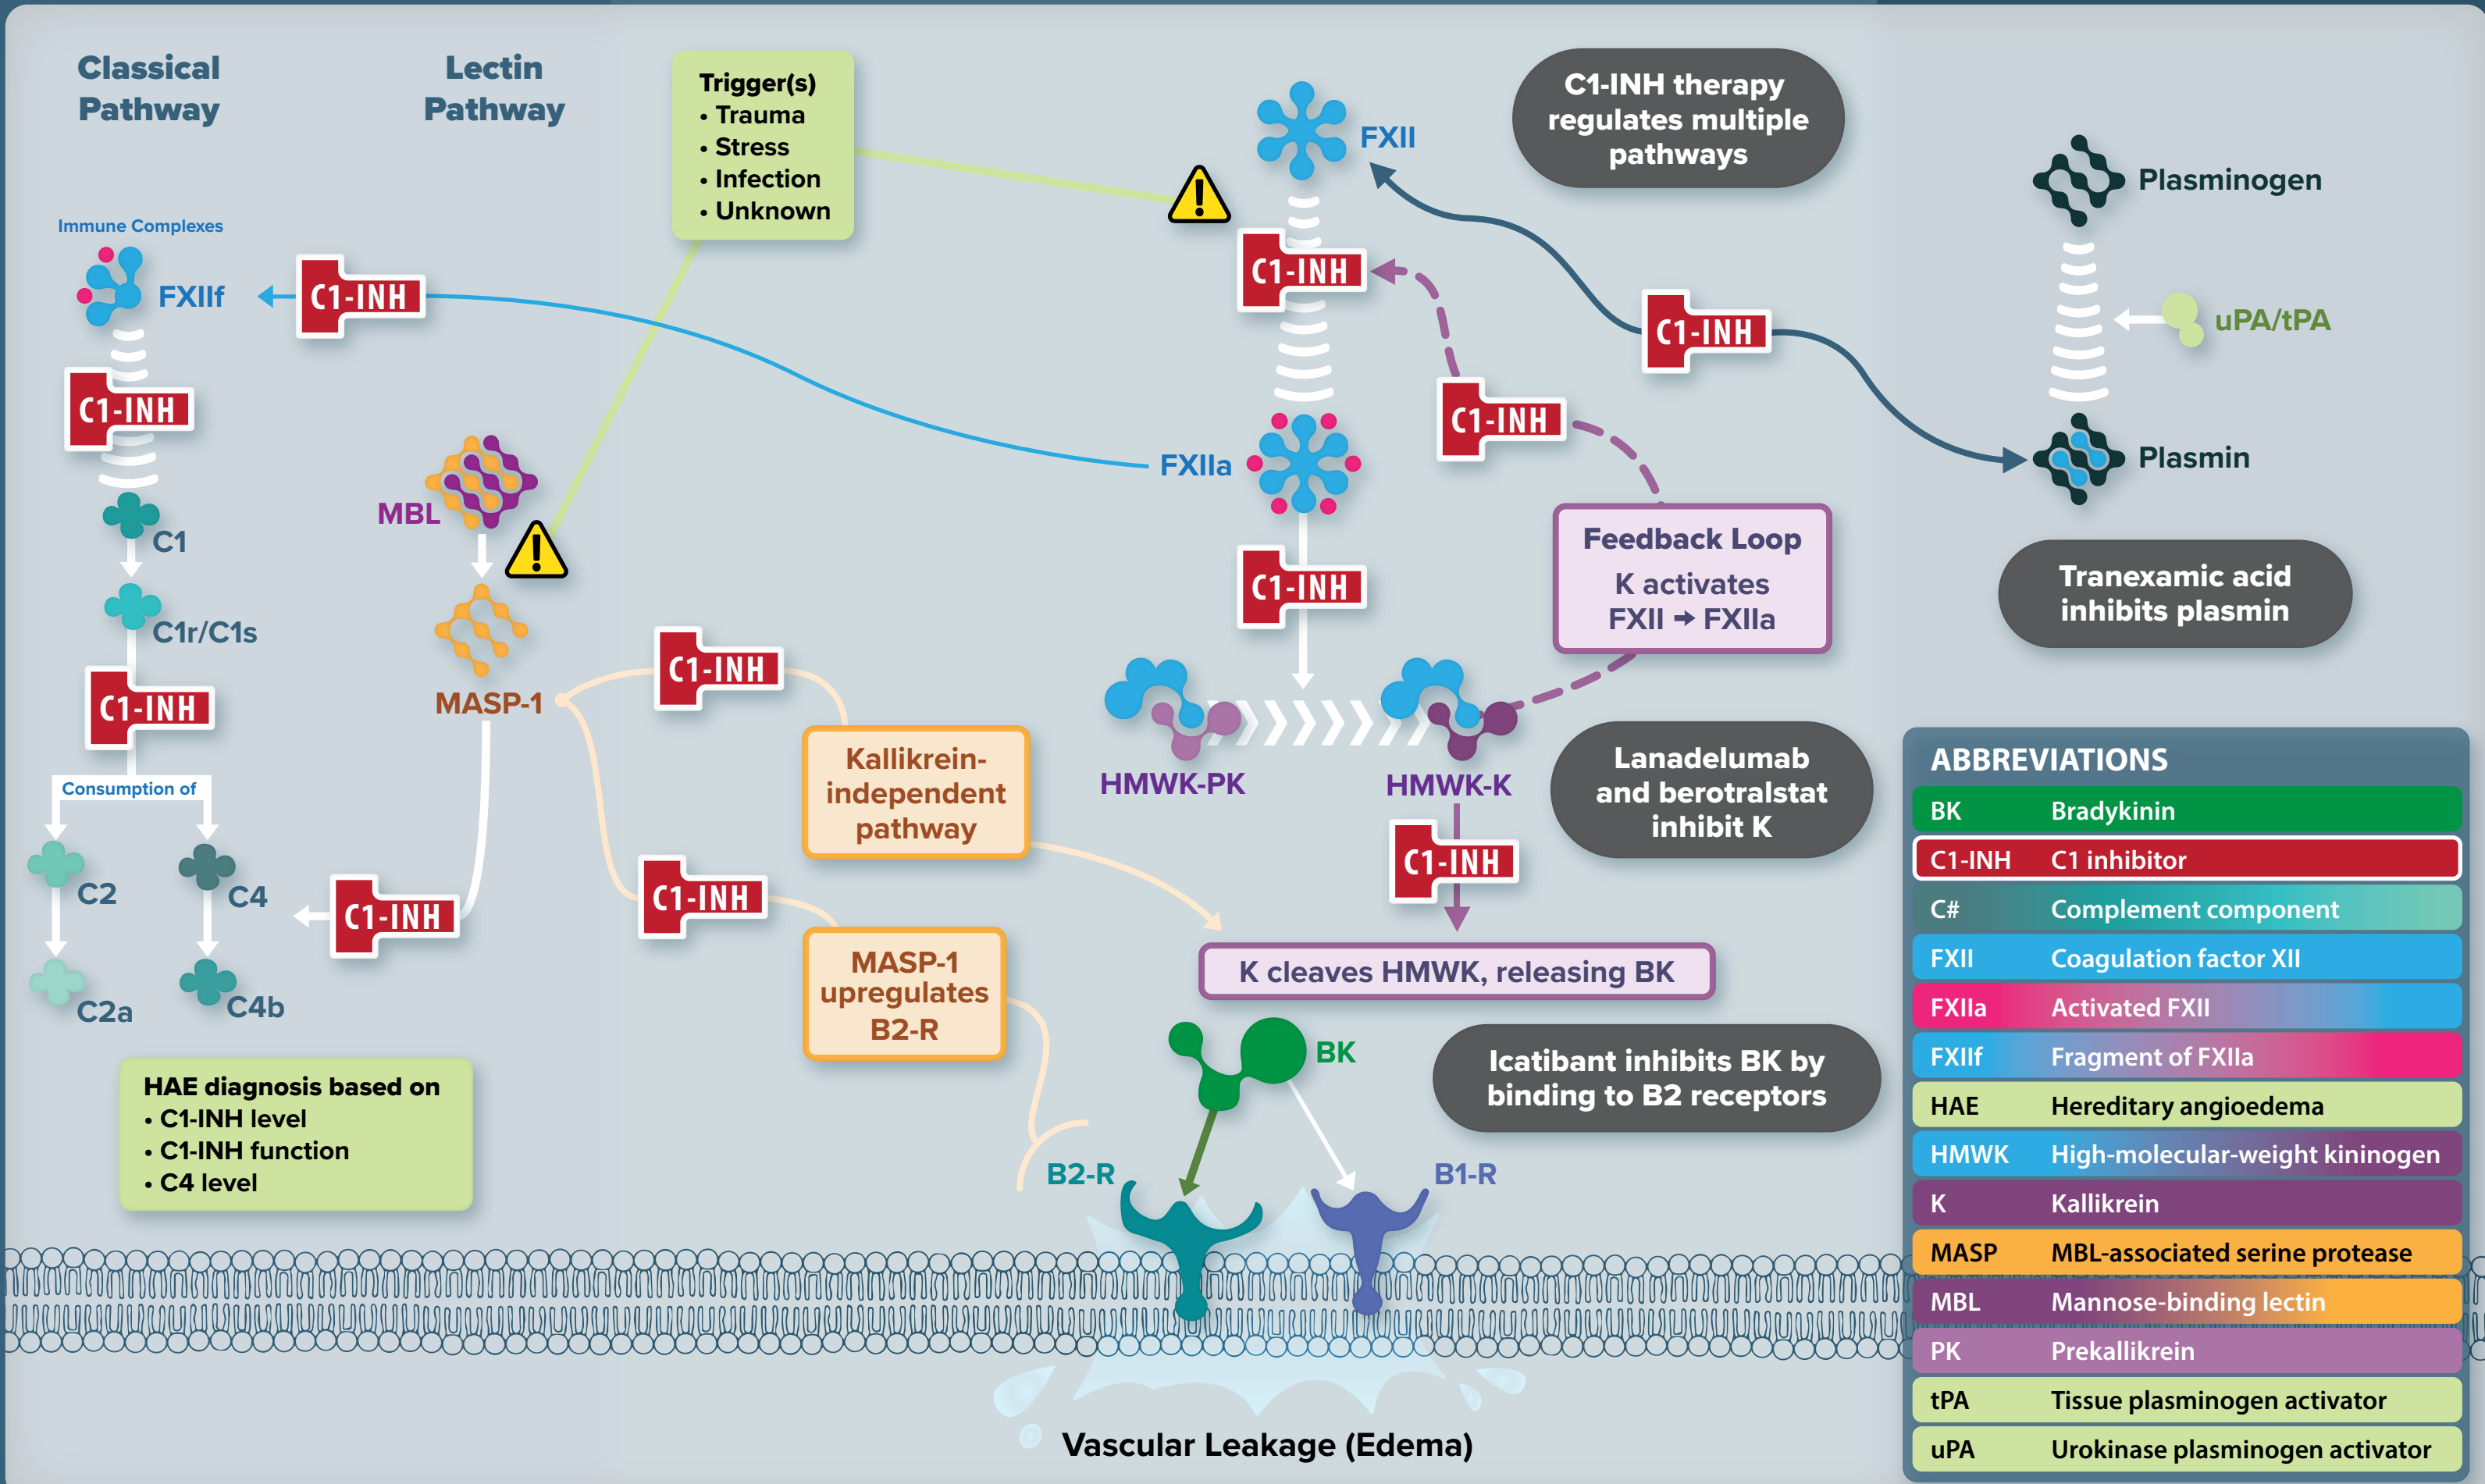 Classical
Pathway
Lectin
Pathway
Trigger(s)
• Trauma
• Stress
• Infection
• Unknown
FXII
C1-INH therapy
regulates multiple
pathways
Plasminogen
Immune Complexes
FXIIf
C1-INH
C1-INH
C1-INH
uPA/tPA
C1-INH
C1-INH
FXIIa
Plasmin
MBL
C1
C1r/C1s
C1-INH
Feedback Loop
K activates
FXII ➔ FXIIa
Tranexamic acid
inhibits plasmin
MASP-1
C1-INH
C1-INH
Kallikrein-
independent
pathway
HMWK-PK
HMWK-K
Lanadelumab
and berotralstat
inhibit K
Consumption of
C2
C4
C1-INH
C1-INH
C1-INH
C2a
C4b
MASP-1
upregulates
B2-R
K cleaves HMWK, releasing BK
BK
Icatibant inhibits BK by
binding to B2 receptors
HAE diagnosis based on
• C1-INH level
• C1-INH function
• C4 level
B2-R
B1-R
Vascular Leakage (Edema)
ABBREVIATIONS
BK Bradykinin
C1-INH C1 inhibitor
C# Complement component
FXII Coagulation factor XII
FXIIa Activated FXII
FXIIf Fragment of FXIIa
HAE Hereditary angioedema
HMWK High-molecular-weight kininogen
K Kallikrein
MASP MBL-associated serine protease
MBL Mannose-binding lectin
PK Prekallikrein
tPA Tissue plasminogen activator
uPA Urokinase plasminogen activator